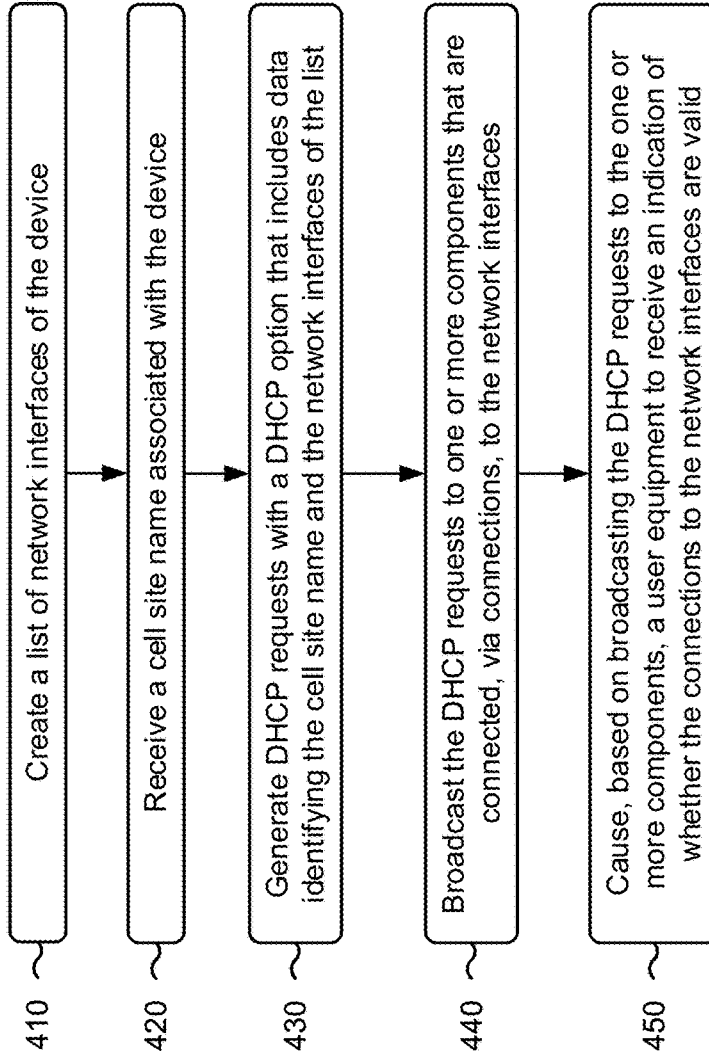 410
Create a list of network interfaces of the device
420
Receive a cell site name associated with the device
430
Generate DHCP requests with a DHCP option that includes data
identifying the cell site name and the network interfaces of the list
440
Broadcast the DHCP requests to one or more components that are
connected, via connections, to the network interfaces
450
Cause, based on broadcasting the DHCP requests to the one or
more components, a user equipment to receive an indication of
whether the connections to the network interfaces are valid